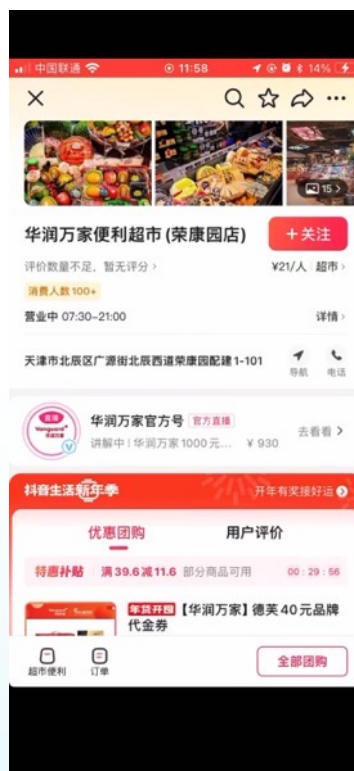 中国联通 11:58 14%
15 >
华润万家便利超市(荣康园店)
+关注
评价数量不足，暂无评分 > ¥21/人 超市 >
消费人数100+
营业中 07:30-21:00 详情 >
天津市北辰区广源街北辰西道荣康园配建1-101
导航 电话
直播
Vanguard
华润万家
华润万家官方号 官方直播
讲解中!华润万家1000元... ¥ 930
去看看 >
抖音生活新年季 开年有奖接好运
优惠团购 用户评价
特惠补贴 满39.6减11.6 部分商品可用 00:29:56
年货开囤【华润万家】德芙40元品牌
代金券
超市便利 订单 全部团购